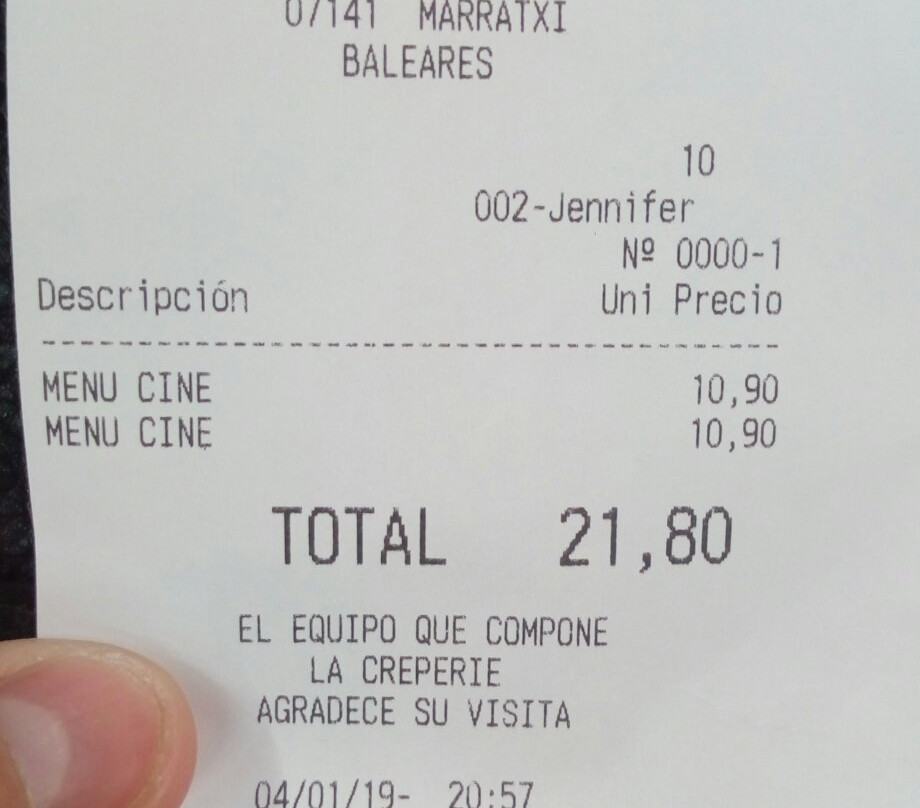 07141 MARRATXI
BALEARES
10
002-Jennifer
Nº 0000-1
Descripción Uni Precio
MENU CINE 10,90
MENU CINE 10,90
TOTAL 21,80
EL EQUIPO QUE COMPONE
LA CREPERIE
AGRADECE SU VISITA
04/01/19- 20:57